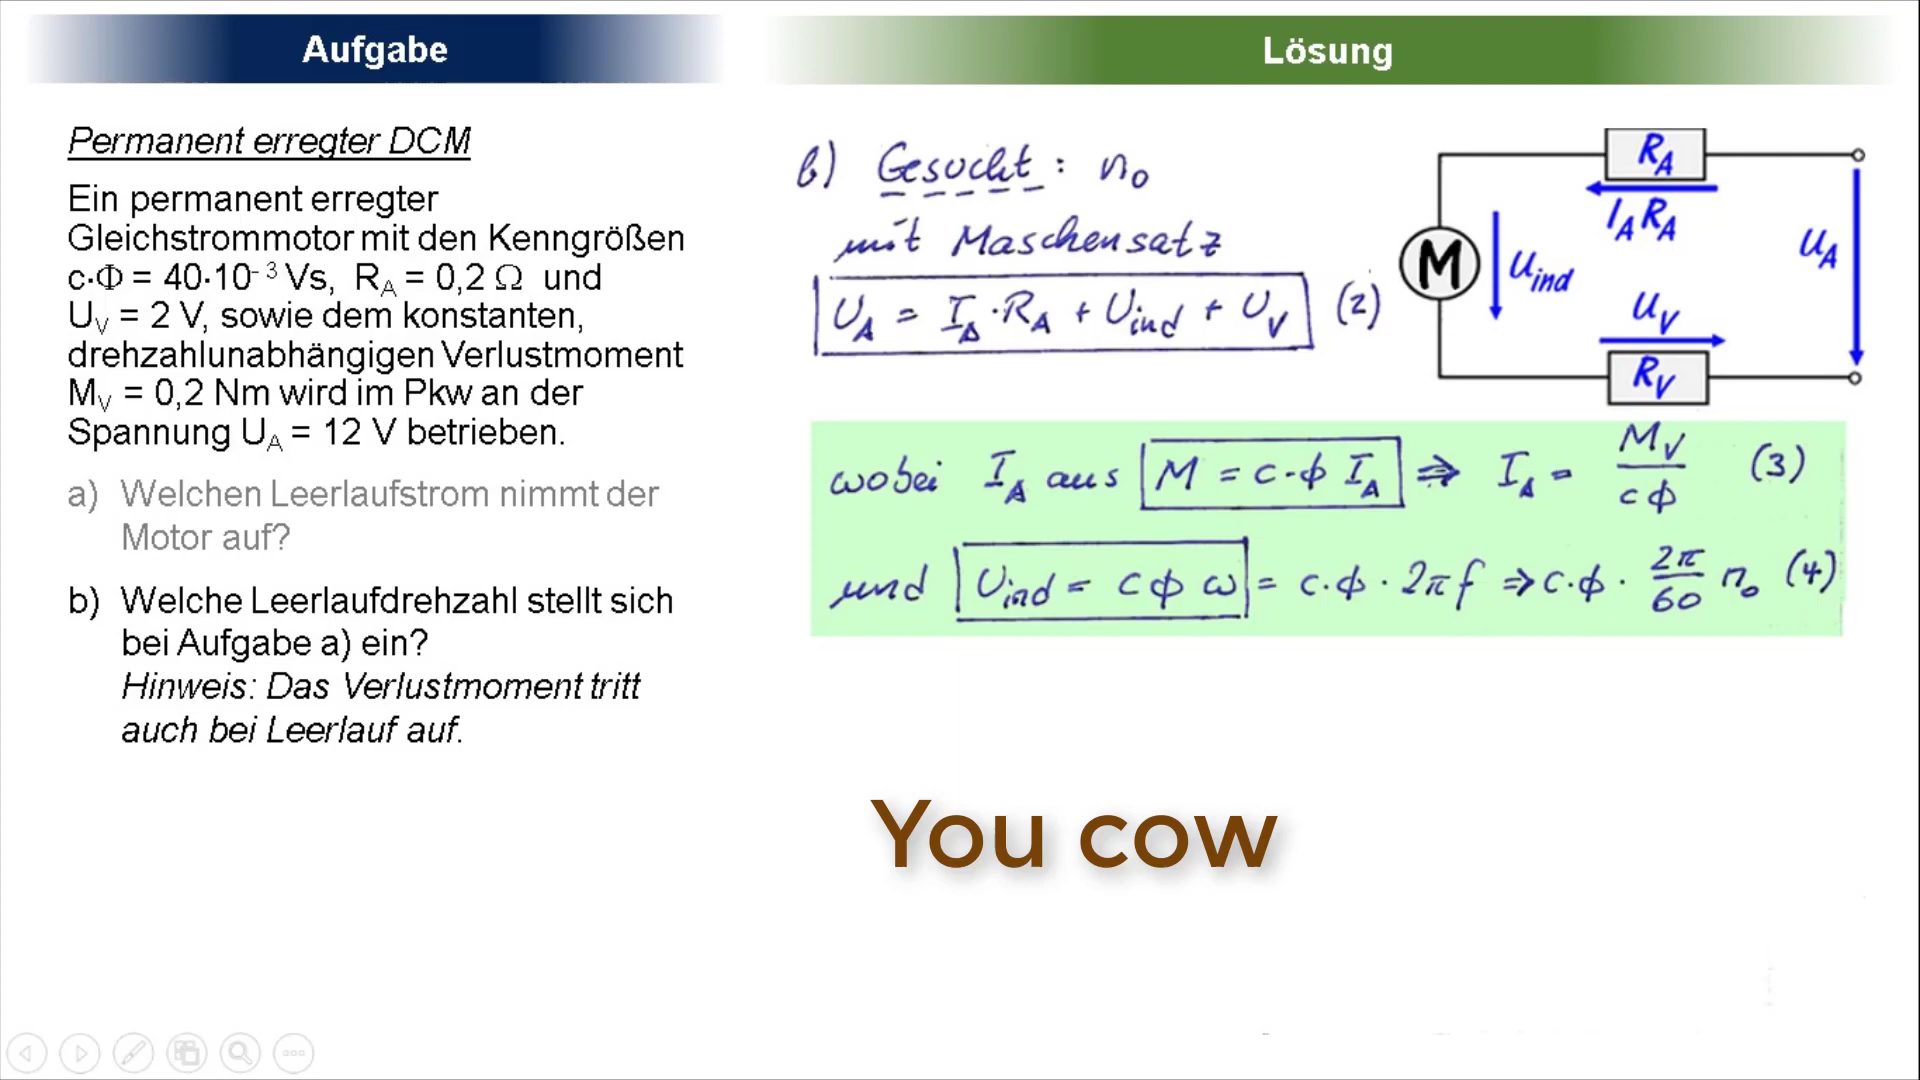 Aufgabe
Lösung
Permanent erregter DCM
Ein permanent erregter
Gleichstrommotor mit den Kenngrößen
c·Φ = 40·10⁻³ Vs, R_A = 0,2 Ω und
U_V = 2 V, sowie dem konstanten,
drehzahlunabhängigen Verlustmoment
M_V = 0,2 Nm wird im Pkw an der
Spannung U_A = 12 V betrieben.
a) Welchen Leerlaufstrom nimmt der
Motor auf?
b) Welche Leerlaufdrehzahl stellt sich
bei Aufgabe a) ein?
Hinweis: Das Verlustmoment tritt
auch bei Leerlauf auf.
b) Gesucht: n₀
mit Maschensatz
U_A = I_A · R_A + U_ind + U_V (2)
R_A
I_A R_A
U_A
M
U_ind
U_V
R_V
wobei I_A aus M = c·ϕ I_A ⇒ I_A = M_V / cϕ (3)
und U_ind = cϕω = c·ϕ · 2πf ⇒ c·ϕ · 2π/60 n₀ (4)
You cow